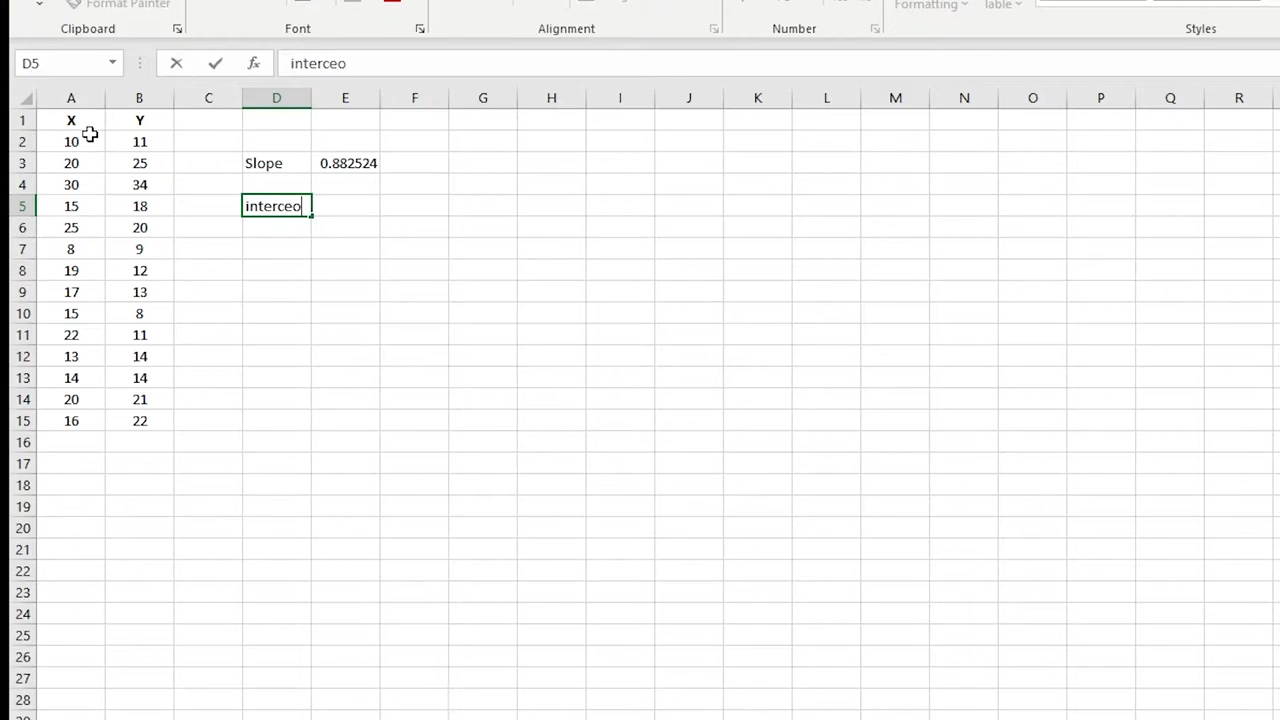 Format Painter
Formatting Table
Clipboard Font Alignment Number Styles
D5 fx interceo
A B C D E F G H I J K L M N O P Q R
1 X Y
2 10 11
3 20 25 Slope 0.882524
4 30 34
5 15 18 interceo
6 25 20
7 8 9
8 19 12
9 17 13
10 15 8
11 22 11
12 13 14
13 14 14
14 20 21
15 16 22
16
17
18
19
20
21
22
23
24
25
26
27
28